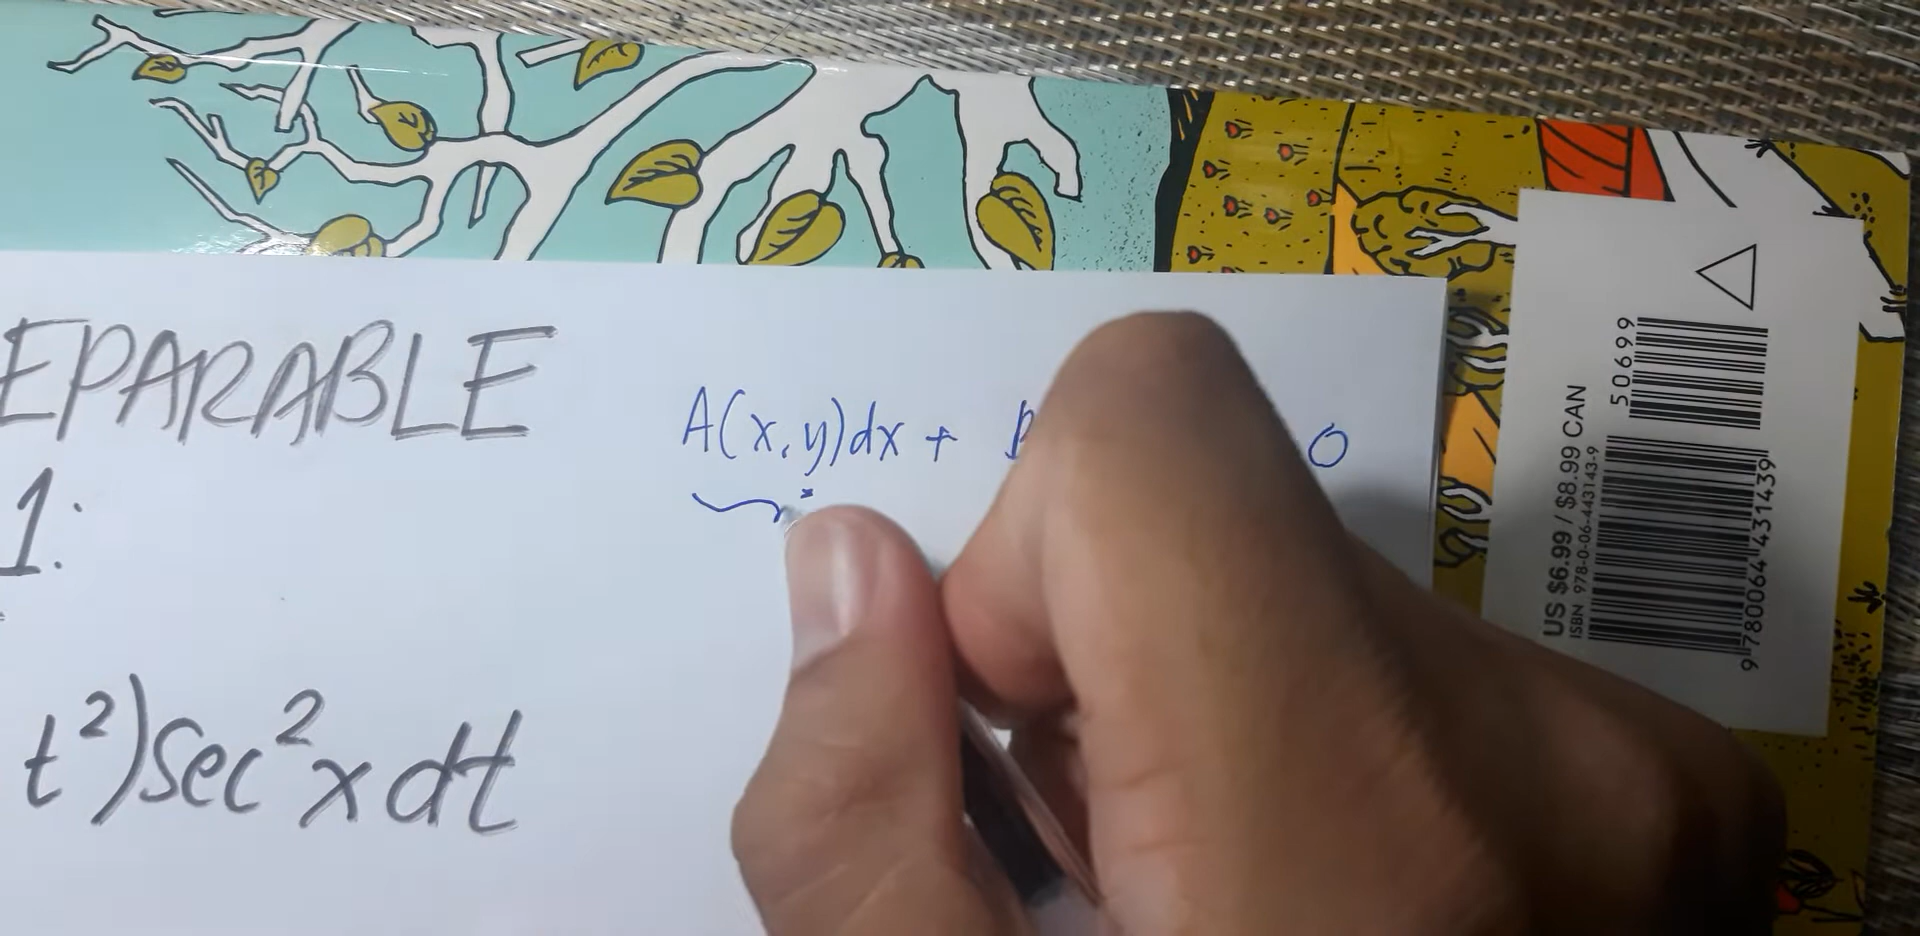 EPARABLE
A(x,y)dx + B 0
1:
t²)sec²x dt
50699
US $6.99 / $8.99 CAN
ISBN 978-0-06-443143-9
9 780064 431439